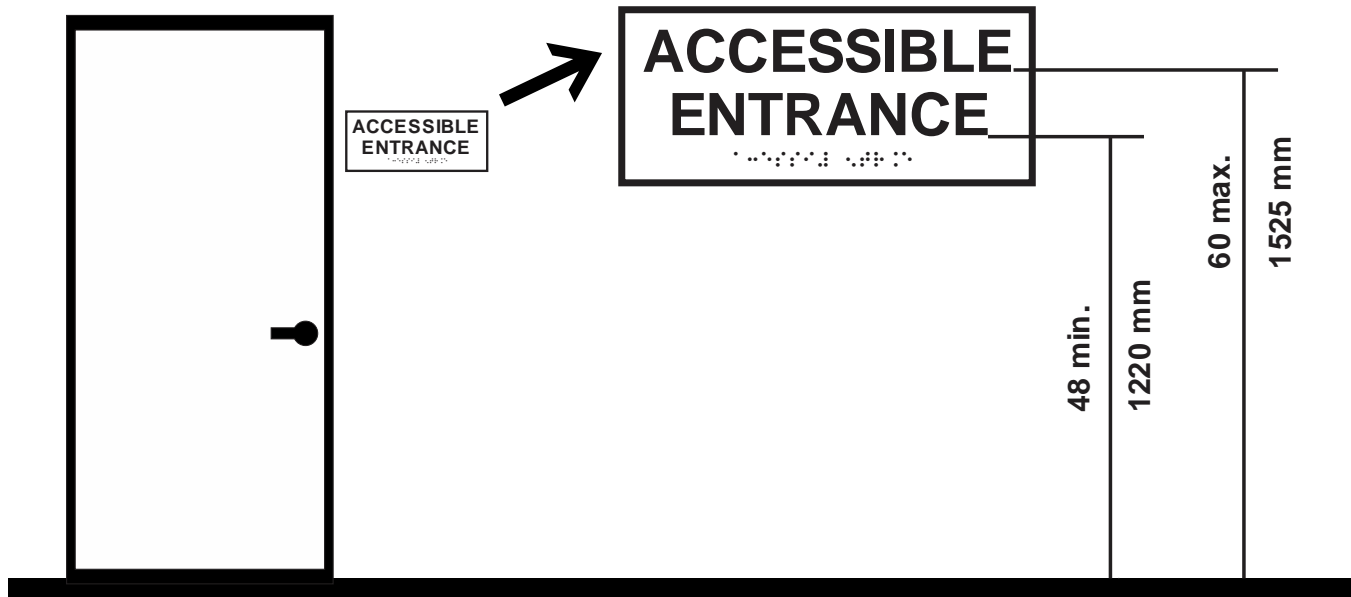 ACCESSIBLE
ENTRANCE
ACCESSIBLE
ENTRANCE
48 min.
1220 mm
60 max.
1525 mm